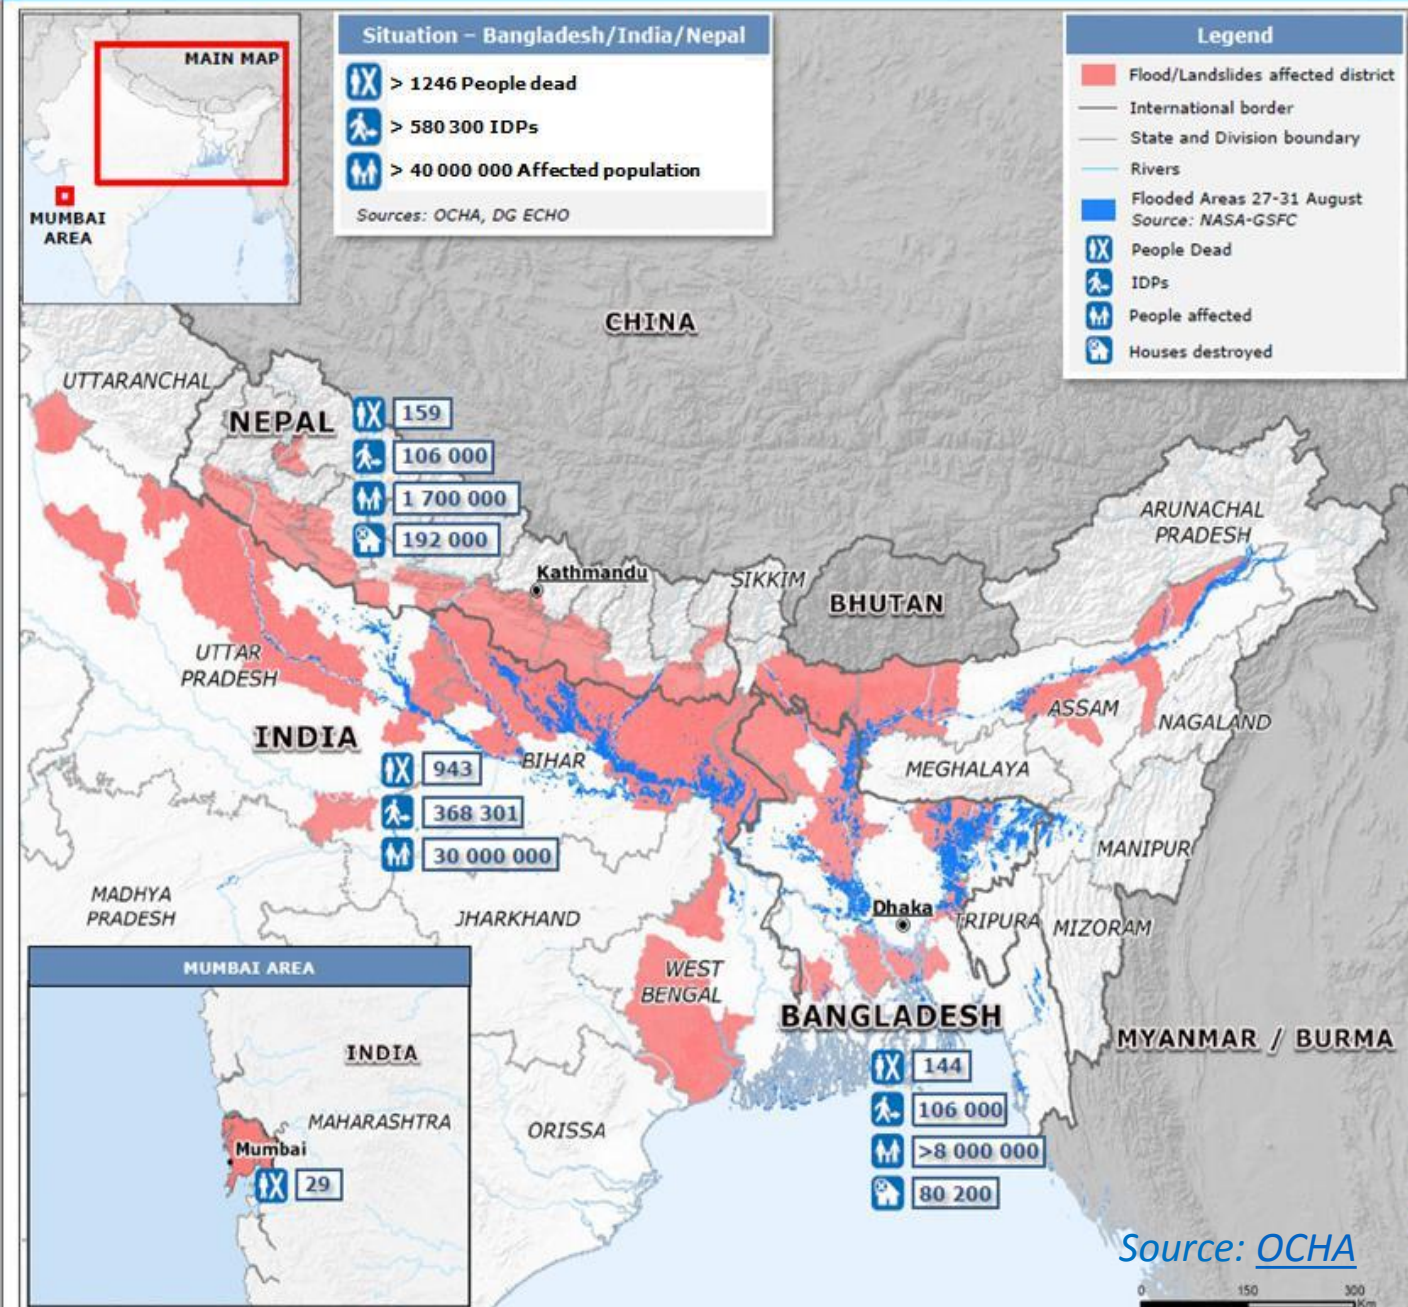 MAIN MAP
MUMBAI
AREA
Situation – Bangladesh/India/Nepal
> 1246 People dead
> 580 300 IDPs
> 40 000 000 Affected population
Sources: OCHA, DG ECHO
Legend
Flood/Landslides affected district
International border
State and Division boundary
Rivers
Flooded Areas 27-31 August
Source: NASA-GSFC
People Dead
IDPs
People affected
Houses destroyed
CHINA
UTTARANCHAL
NEPAL
159
106 000
1 700 000
192 000
Kathmandu
SIKKIM
BHUTAN
ARUNACHAL
PRADESH
UTTAR
PRADESH
INDIA
943
368 301
30 000 000
BIHAR
ASSAM
NAGALAND
MEGHALAYA
MANIPUR
MADHYA
PRADESH
JHARKHAND
Dhaka
TRIPURA
MIZORAM
WEST
BENGAL
BANGLADESH
144
106 000
>8 000 000
80 200
MYANMAR / BURMA
ORISSA
MUMBAI AREA
INDIA
MAHARASHTRA
Mumbai
29
Source: OCHA
0 150 300
Km